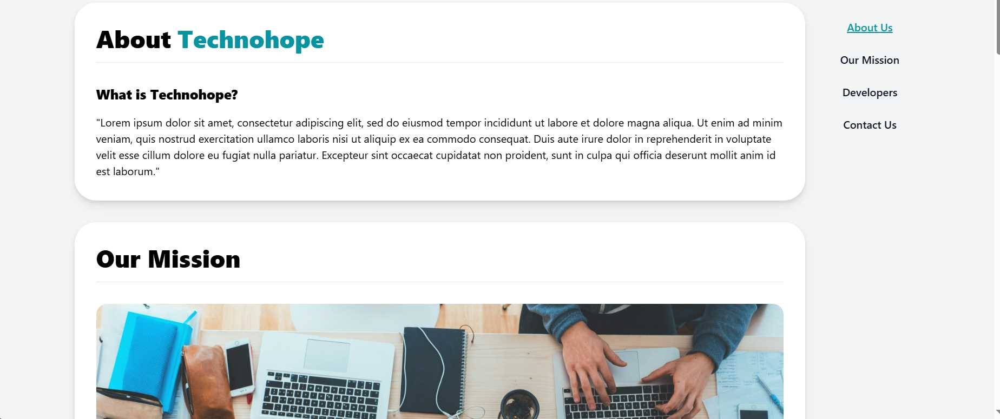 About Technohope
What is Technohope?
"Lorem ipsum dolor sit amet, consectetur adipiscing elit, sed do eiusmod tempor incididunt ut labore et dolore magna aliqua. Ut enim ad minim
veniam, quis nostrud exercitation ullamco laboris nisi ut aliquip ex ea commodo consequat. Duis aute irure dolor in reprehenderit in voluptate
velit esse cillum dolore eu fugiat nulla pariatur. Excepteur sint occaecat cupidatat non proident, sunt in culpa qui officia deserunt mollit anim id
est laborum."
Our Mission
About Us
Our Mission
Developers
Contact Us